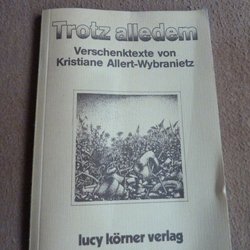 Trotz alledem
Verschenktexte von
Kristiane Allert-Wybranietz
lucy körner verlag